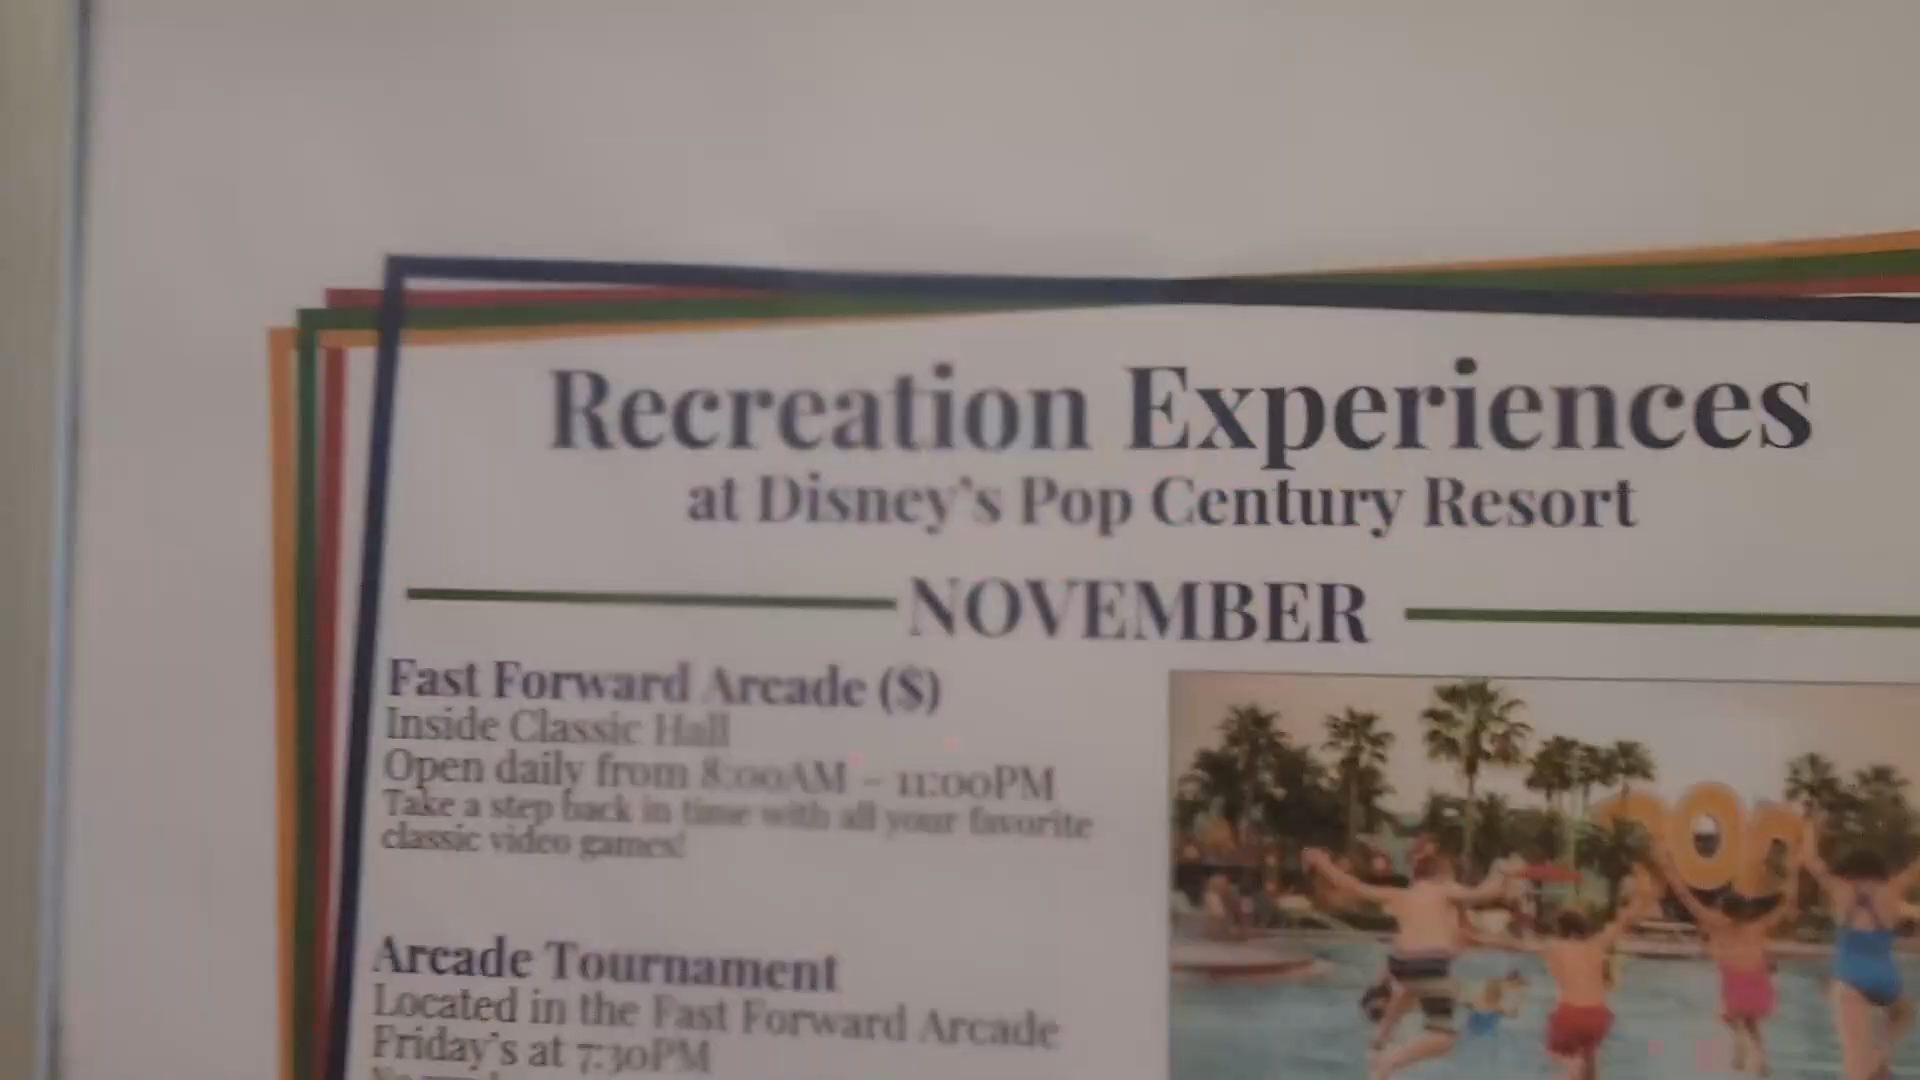 Recreation Experiences
at Disney's Pop Century Resort
NOVEMBER
Fast Forward Arcade ($)
Inside Classic Hall
Open daily from 8:00AM - 11:00PM
Take a step back in time with all your favorite
classic video games!
Arcade Tournament
Located in the Fast Forward Arcade
Friday's at 7:30PM